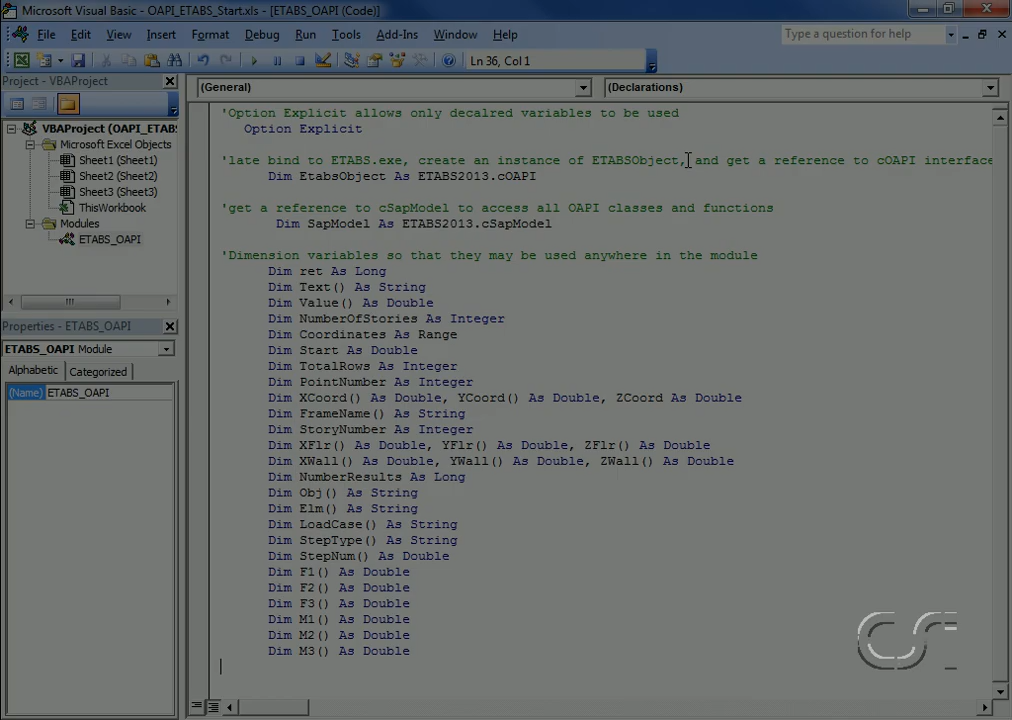 Microsoft Visual Basic - OAPI_ETABS_Start.xls - [ETABS_OAPI (Code)]
File Edit View Insert Format Debug Run Tools Add-Ins Window Help
Type a question for help
Ln 36, Col 1
Project - VBAProject
(General)
(Declarations)
VBAProject (OAPI_ETABS
Microsoft Excel Objects
Sheet1 (Sheet1)
Sheet2 (Sheet2)
Sheet3 (Sheet3)
ThisWorkbook
Modules
ETABS_OAPI
Properties - ETABS_OAPI
ETABS_OAPI Module
Alphabetic Categorized
(Name) ETABS_OAPI
'Option Explicit allows only decalred variables to be used
Option Explicit
'late bind to ETABS.exe, create an instance of ETABSObject, and get a reference to cOAPI interface
Dim EtabsObject As ETABS2013.cOAPI
'get a reference to cSapModel to access all OAPI classes and functions
Dim SapModel As ETABS2013.cSapModel
'Dimension variables so that they may be used anywhere in the module
Dim ret As Long
Dim Text() As String
Dim Value() As Double
Dim NumberOfStories As Integer
Dim Coordinates As Range
Dim Start As Double
Dim TotalRows As Integer
Dim PointNumber As Integer
Dim XCoord() As Double, YCoord() As Double, ZCoord As Double
Dim FrameName() As String
Dim StoryNumber As Integer
Dim XFlr() As Double, YFlr() As Double, ZFlr() As Double
Dim XWall() As Double, YWall() As Double, ZWall() As Double
Dim NumberResults As Long
Dim Obj() As String
Dim Elm() As String
Dim LoadCase() As String
Dim StepType() As String
Dim StepNum() As Double
Dim F1() As Double
Dim F2() As Double
Dim F3() As Double
Dim M1() As Double
Dim M2() As Double
Dim M3() As Double
CSI